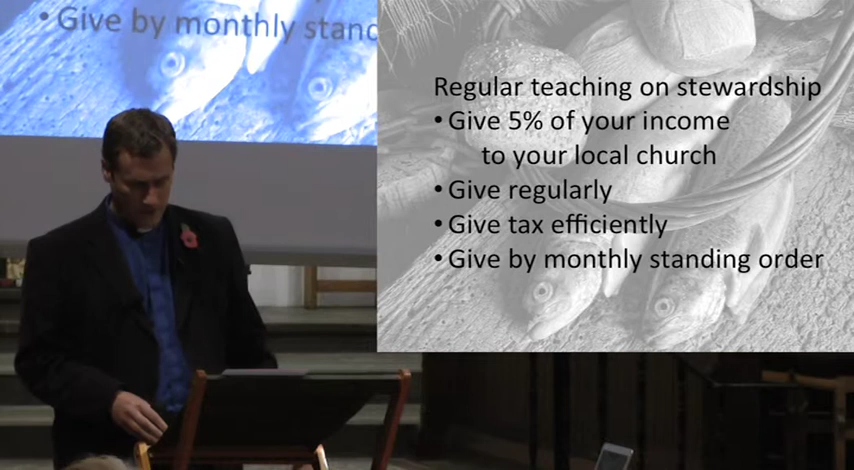 • Give by monthly stand
Regular teaching on stewardship
• Give 5% of your income
to your local church
• Give regularly
• Give tax efficiently
• Give by monthly standing order